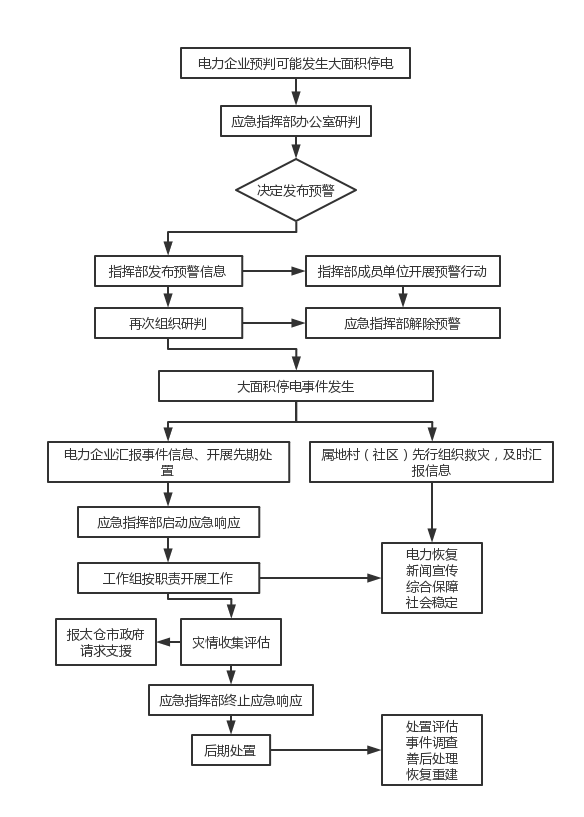 电力企业预判可能发生大面积停电
应急指挥部办公室研判
决定发布预警
指挥部发布预警信息
指挥部成员单位开展预警行动
再次组织研判
应急指挥部解除预警
大面积停电事件发生
电力企业汇报事件信息、开展先期处
置
属地村（社区）先行组织救灾，及时汇
报信息
应急指挥部启动应急响应
工作组按职责开展工作
电力恢复
新闻宣传
综合保障
社会稳定
报太仓市政府
请求支援
灾情收集评估
应急指挥部终止应急响应
后期处置
处置评估
事件调查
善后处理
恢复重建